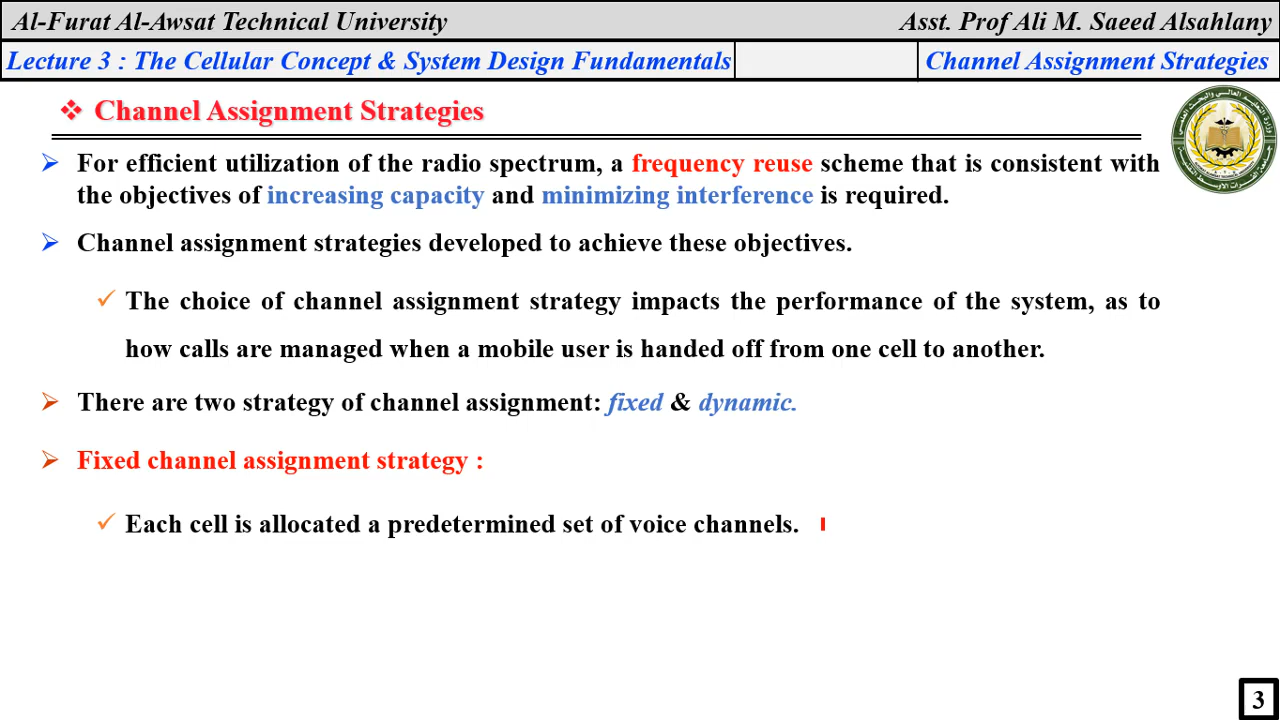 Al-Furat Al-Awsat Technical University
Asst. Prof Ali M. Saeed Alsahlany
Lecture 3 : The Cellular Concept & System Design Fundamentals
Channel Assignment Strategies
❖ Channel Assignment Strategies
➢ For efficient utilization of the radio spectrum, a frequency reuse scheme that is consistent with
the objectives of increasing capacity and minimizing interference is required.
➢ Channel assignment strategies developed to achieve these objectives.
✓ The choice of channel assignment strategy impacts the performance of the system, as to
how calls are managed when a mobile user is handed off from one cell to another.
➢ There are two strategy of channel assignment: fixed & dynamic.
➢ Fixed channel assignment strategy :
✓ Each cell is allocated a predetermined set of voice channels.
3